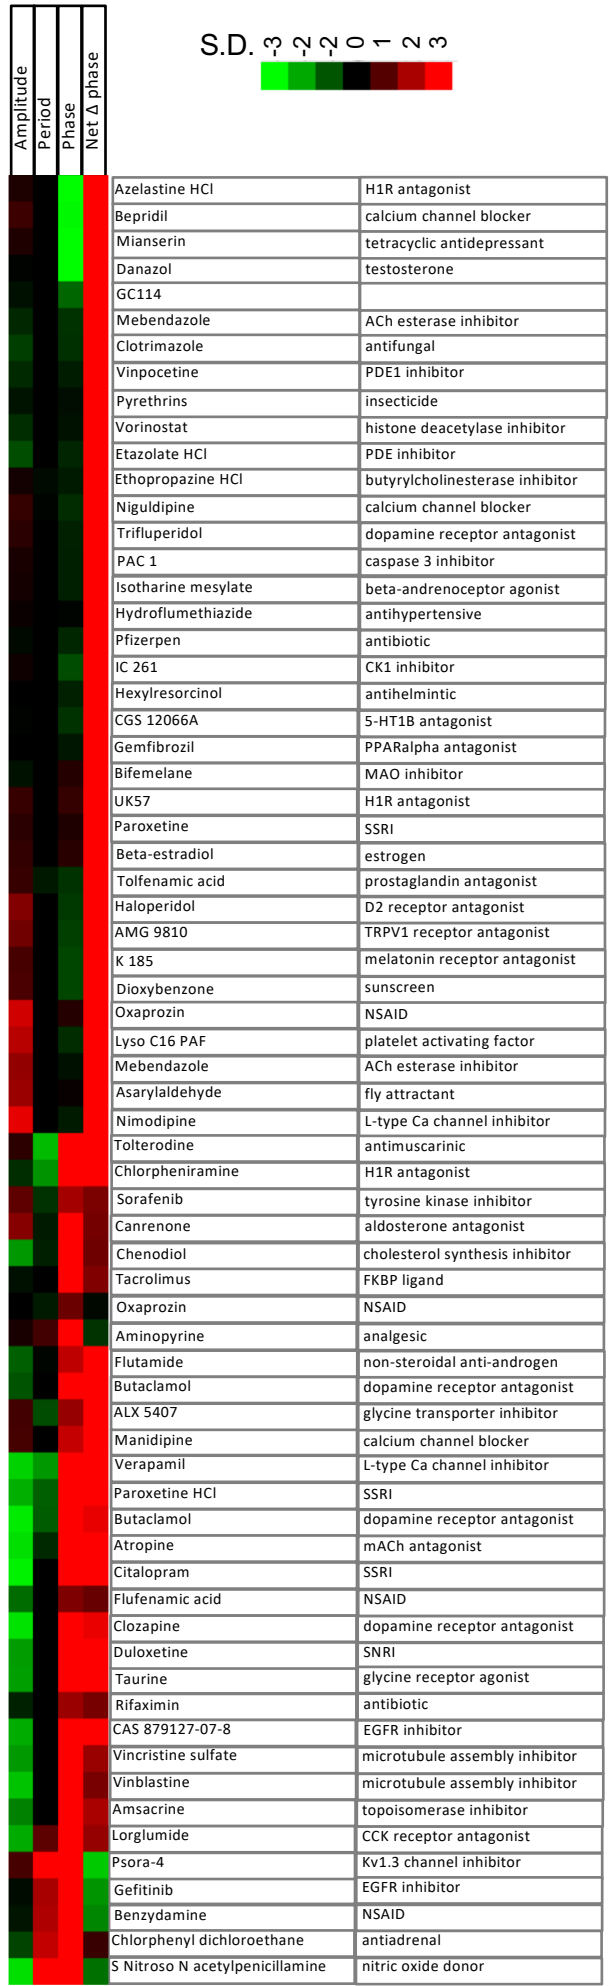 S.D. -3 -2 -2 0 1 2 3
Amplitude
Period
Phase
Net Δ phase
Azelastine HCl H1R antagonist
Bepridil calcium channel blocker
Mianserin tetracyclic antidepressant
Danazol testosterone
GC114
Mebendazole ACh esterase inhibitor
Clotrimazole antifungal
Vinpocetine PDE1 inhibitor
Pyrethrins insecticide
Vorinostat histone deacetylase inhibitor
Etazolate HCl PDE inhibitor
Ethopropazine HCl butyrylcholinesterase inhibitor
Niguldipine calcium channel blocker
Trifluperidol dopamine receptor antagonist
PAC 1 caspase 3 inhibitor
Isotharine mesylate beta-andrenoceptor agonist
Hydroflumethiazide antihypertensive
Pfizerpen antibiotic
IC 261 CK1 inhibitor
Hexylresorcinol antihelmintic
CGS 12066A 5-HT1B antagonist
Gemfibrozil PPARalpha antagonist
Bifemelane MAO inhibitor
UK57 H1R antagonist
Paroxetine SSRI
Beta-estradiol estrogen
Tolfenamic acid prostaglandin antagonist
Haloperidol D2 receptor antagonist
AMG 9810 TRPV1 receptor antagonist
K 185 melatonin receptor antagonist
Dioxybenzone sunscreen
Oxaprozin NSAID
Lyso C16 PAF platelet activating factor
Mebendazole ACh esterase inhibitor
Asarylaldehyde fly attractant
Nimodipine L-type Ca channel inhibitor
Tolterodine antimuscarinic
Chlorpheniramine H1R antagonist
Sorafenib tyrosine kinase inhibitor
Canrenone aldosterone antagonist
Chenodiol cholesterol synthesis inhibitor
Tacrolimus FKBP ligand
Oxaprozin NSAID
Aminopyrine analgesic
Flutamide non-steroidal anti-androgen
Butaclamol dopamine receptor antagonist
ALX 5407 glycine transporter inhibitor
Manidipine calcium channel blocker
Verapamil L-type Ca channel inhibitor
Paroxetine HCl SSRI
Butaclamol dopamine receptor antagonist
Atropine mACh antagonist
Citalopram SSRI
Flufenamic acid NSAID
Clozapine dopamine receptor antagonist
Duloxetine SNRI
Taurine glycine receptor agonist
Rifaximin antibiotic
CAS 879127-07-8 EGFR inhibitor
Vincristine sulfate microtubule assembly inhibitor
Vinblastine microtubule assembly inhibitor
Amsacrine topoisomerase inhibitor
Lorglumide CCK receptor antagonist
Psora-4 Kv1.3 channel inhibitor
Gefitinib EGFR inhibitor
Benzydamine NSAID
Chlorphenyl dichloroethane antiadrenal
S Nitroso N acetylpenicillamine nitric oxide donor